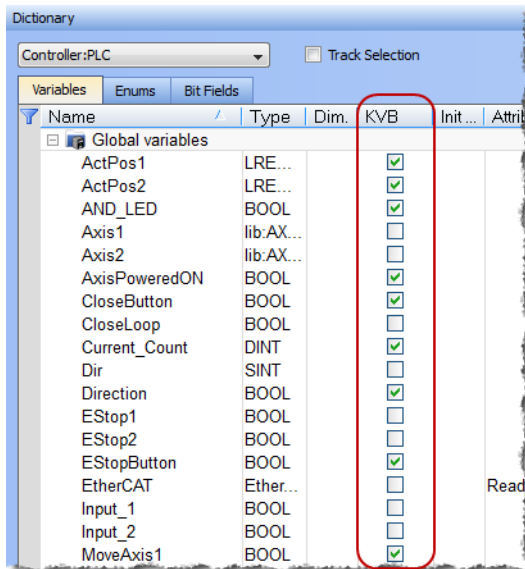 Dictionary
Controller:PLC Track Selection
Variables Enums Bit Fields
Name Type Dim. KVB Init ... Attri
Global variables
ActPos1 LRE...
ActPos2 LRE...
AND_LED BOOL
Axis1 lib:AX...
Axis2 lib:AX...
AxisPoweredON BOOL
CloseButton BOOL
CloseLoop BOOL
Current_Count DINT
Dir SINT
Direction BOOL
EStop1 BOOL
EStop2 BOOL
EStopButton BOOL
EtherCAT Ether... Read
Input_1 BOOL
Input_2 BOOL
MoveAxis1 BOOL